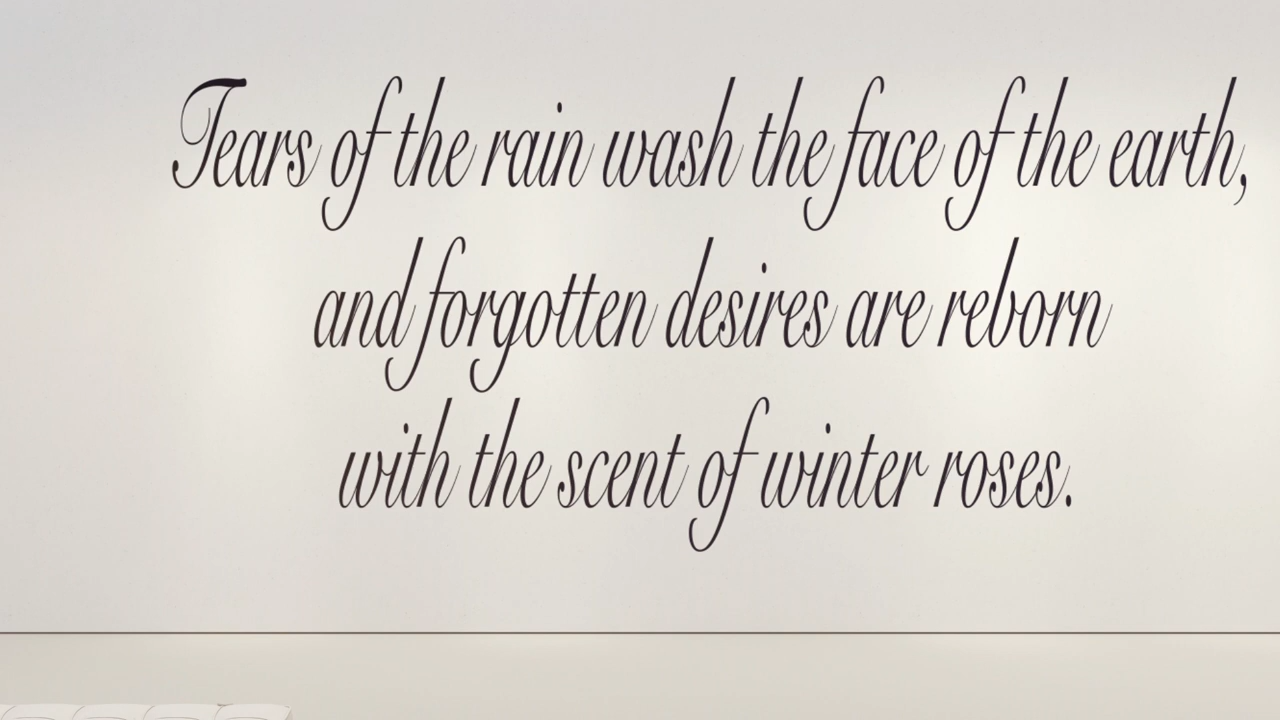 Tears of the rain wash the face of the earth,
and forgotten desires are reborn
with the scent of winter roses.